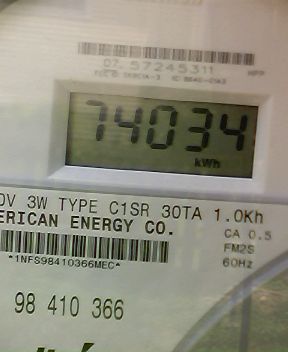 07 57245311 HPP
74034
kWh
0V 3W TYPE C1SR 30TA 1.0Kh
ERICAN ENERGY CO. CA 0.5
FM2S
*1NFS98410366MEC* 60Hz
98 410 366